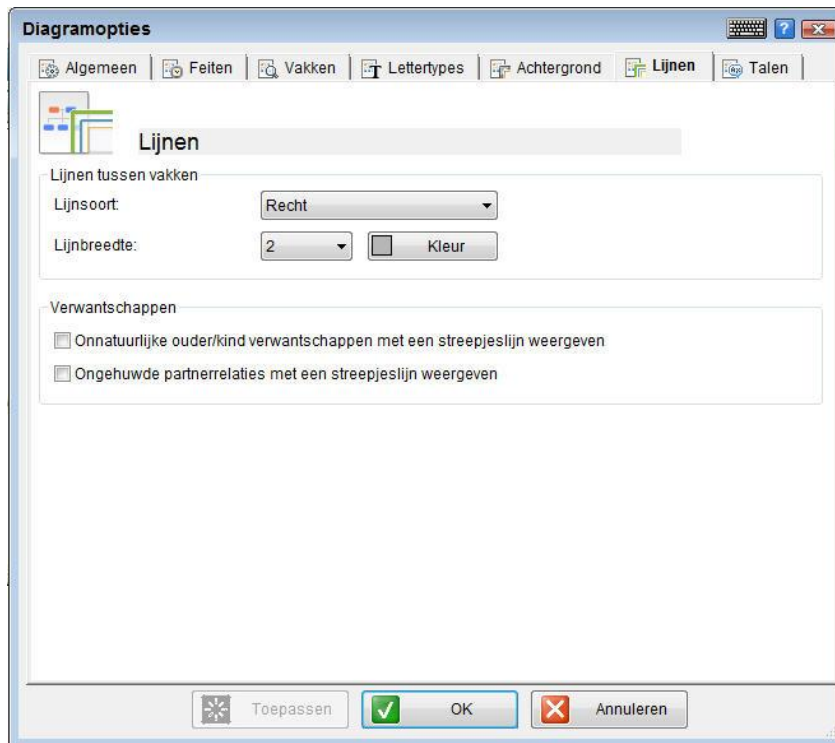 Diagramopties
?
Algemeen Feiten Vakken Lettertypes Achtergrond Lijnen Talen
Lijnen
Lijnen tussen vakken
Lijnsoort: Recht
Lijnbreedte: 2 Kleur
Verwantschappen
Onnatuurlijke ouder/kind verwantschappen met een streepjeslijn weergeven
Ongehuwde partnerrelaties met een streepjeslijn weergeven
Toepassen OK Annuleren